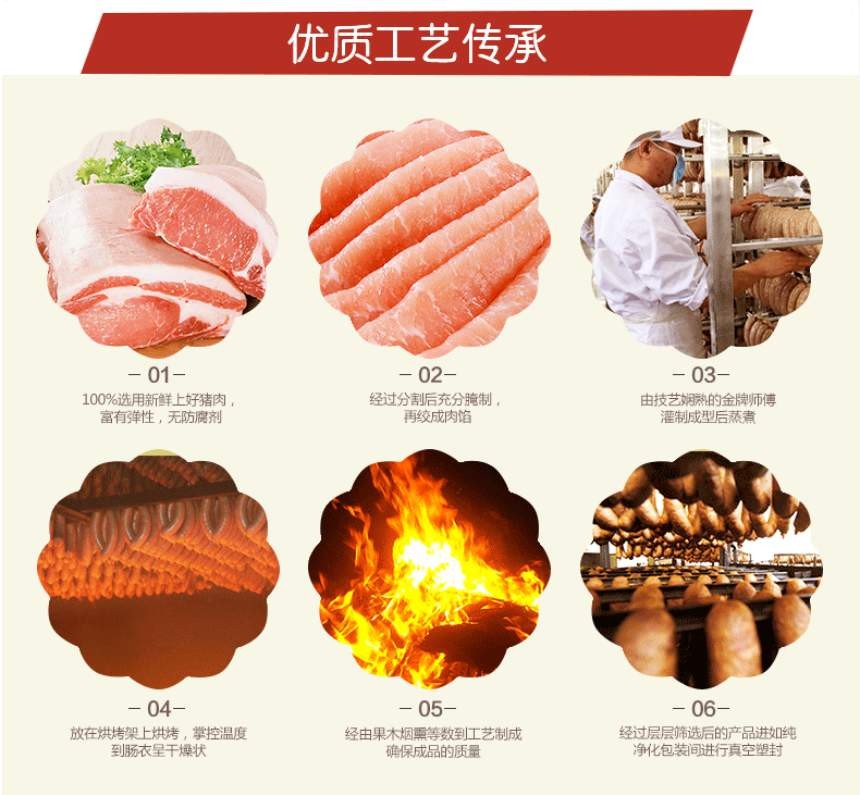 优质工艺传承
01
100%选用新鲜上好猪肉，
富有弹性，无防腐剂
02
经过分割后充分腌制，
再绞成肉馅
03
由技艺娴熟的金牌师傅
灌制成型后蒸煮
04
放在烘烤架上烘烤，掌控温度
到肠衣呈干燥状
05
经由果木烟熏等数到工艺制成
确保成品的质量
06
经过层层筛选后的产品进如纯
净化包装间进行真空塑封